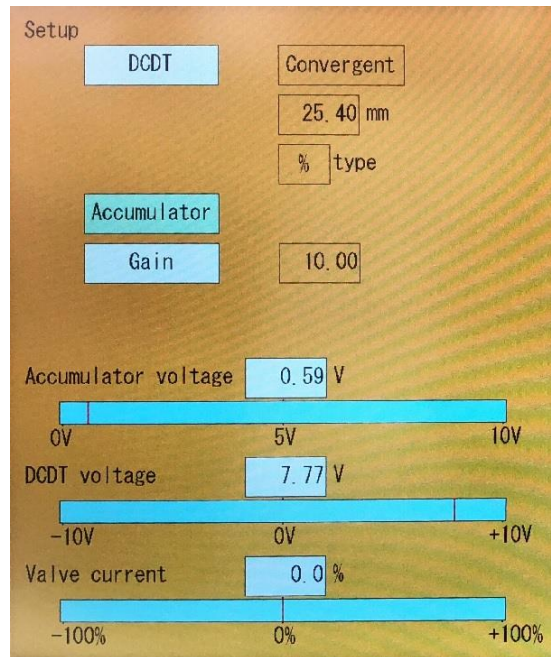 Setup
DCDT Convergent
25.40 mm
% type
Accumulator
Gain 10.00
Accumulator voltage 0.59 V
0V 5V 10V
DCDT voltage 7.77 V
-10V 0V +10V
Valve current 0.0 %
-100% 0% +100%